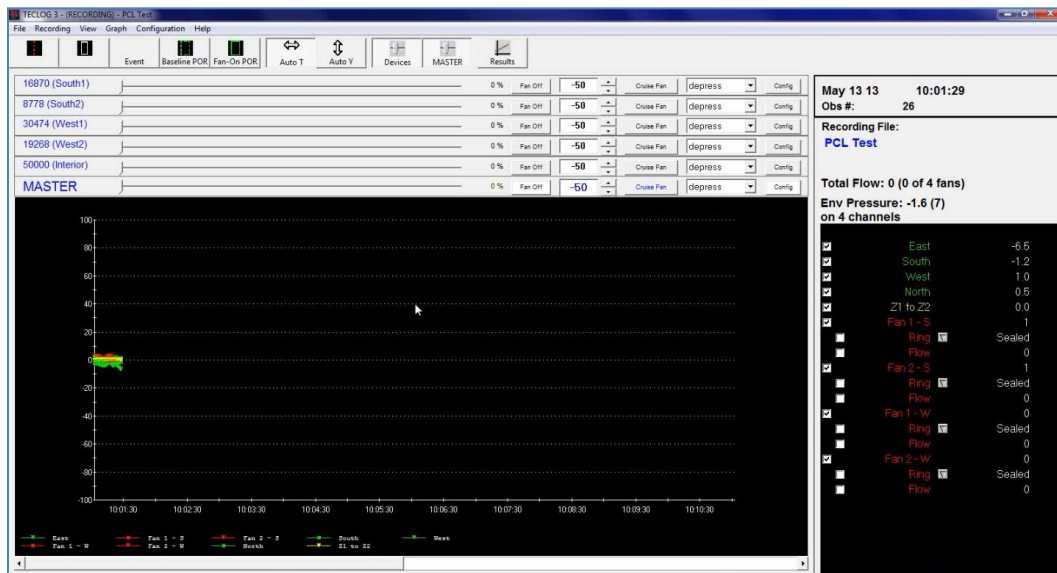 TECLOG 3 - (RECORDING) - PCL Test
File Recording View Graph Configuration Help
Event Baseline POR Fan-On POR Auto T Auto Y Devices MASTER Results
16870 (South1) 0 % Fan Off -50 Cruise Fan depress Config
8778 (South2) 0 % Fan Off -50 Cruise Fan depress Config
30474 (West1) 0 % Fan Off -50 Cruise Fan depress Config
19268 (West2) 0 % Fan Off -50 Cruise Fan depress Config
50000 (Interior) 0 % Fan Off -50 Cruise Fan depress Config
MASTER 0 % Fan Off -50 Cruise Fan depress Config
100
80
60
40
20
0
-20
-40
-60
-80
-100
10:01:30 10:02:30 10:03:30 10:04:30 10:05:30 10:06:30 10:07:30 10:08:30 10:09:30 10:10:30
East Fan 1 - S Fan 2 - S South West
Fan 1 - W Fan 2 - W North Z1 to Z2
May 13 13 10:01:29
Obs #: 26
Recording File:
PCL Test
Total Flow: 0 (0 of 4 fans)
Env Pressure: -1.6 (7)
on 4 channels
East -6.5
South -1.2
West 1.0
North 0.5
Z1 to Z2 0.0
Fan 1 - S 1
Ring Sealed
Flow 0
Fan 2 - S 1
Ring Sealed
Flow 0
Fan 1 - W 0
Ring Sealed
Flow 0
Fan 2 - W 0
Ring Sealed
Flow 0